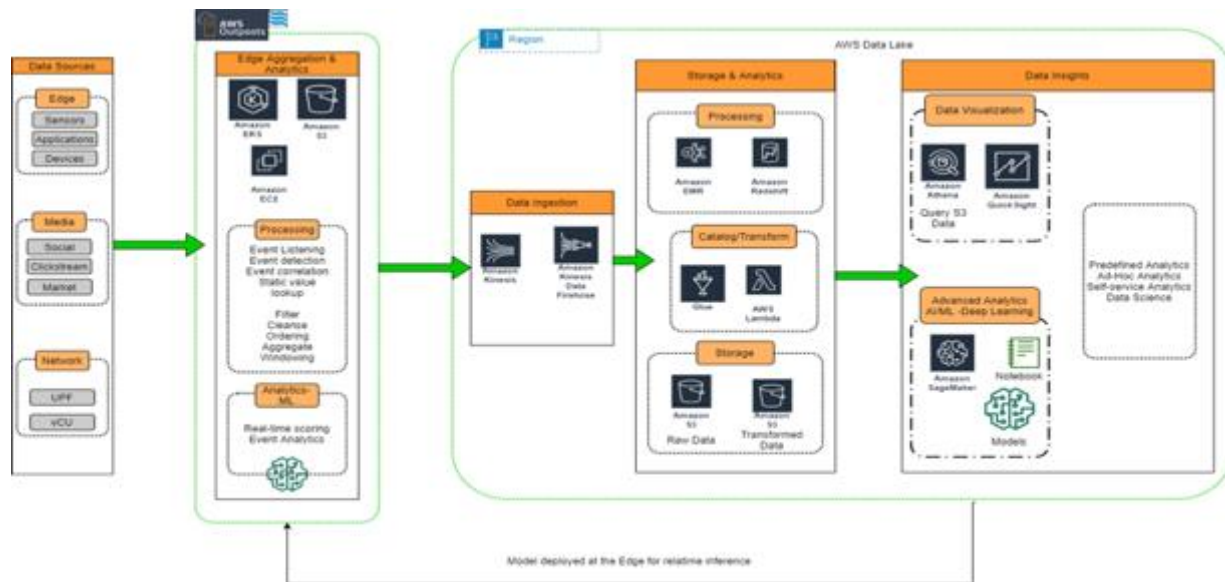 AWS
Outposts
Region
AWS Data Lake
Data Sources
Edge
Sensors
Applications
Devices
Media
Social
Clickstream
Market
Network
UPF
vCU
Edge Aggregation &
Analytics
Amazon
EKS
Amazon
S3
Amazon
EC2
Processing
Event Listening
Event detection
Event correlation
Static value
lookup
Filter
Cleanse
Ordering
Aggregate
Windowing
Analytics-
ML
Real-time scoring
Event Analytics
Data Ingestion
Amazon
Kinesis
Amazon
Kinesis
Data
Firehose
Storage & Analytics
Processing
Amazon
EMR
Amazon
Redshift
Catalog/Transform
Glue
AWS
Lambda
Storage
Amazon
S3
Raw Data
Amazon
S3
Transformed
Data
Data Insights
Data Visualization
Amazon
Athena
Amazon
QuickSight
Query S3
Data
Advanced Analytics
AI/ML -Deep Learning
Amazon
SageMaker
Notebook
Models
Predefined Analytics
Ad-Hoc Analytics
Self-service Analytics
Data Science
Model deployed at the Edge for relatime inference